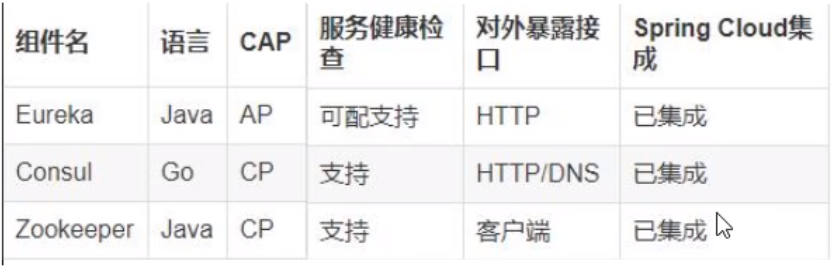 组件名 语言 CAP 服务健康检查 对外暴露接口 Spring Cloud集成
Eureka Java AP 可配支持 HTTP 已集成
Consul Go CP 支持 HTTP/DNS 已集成
Zookeeper Java CP 支持 客户端 已集成